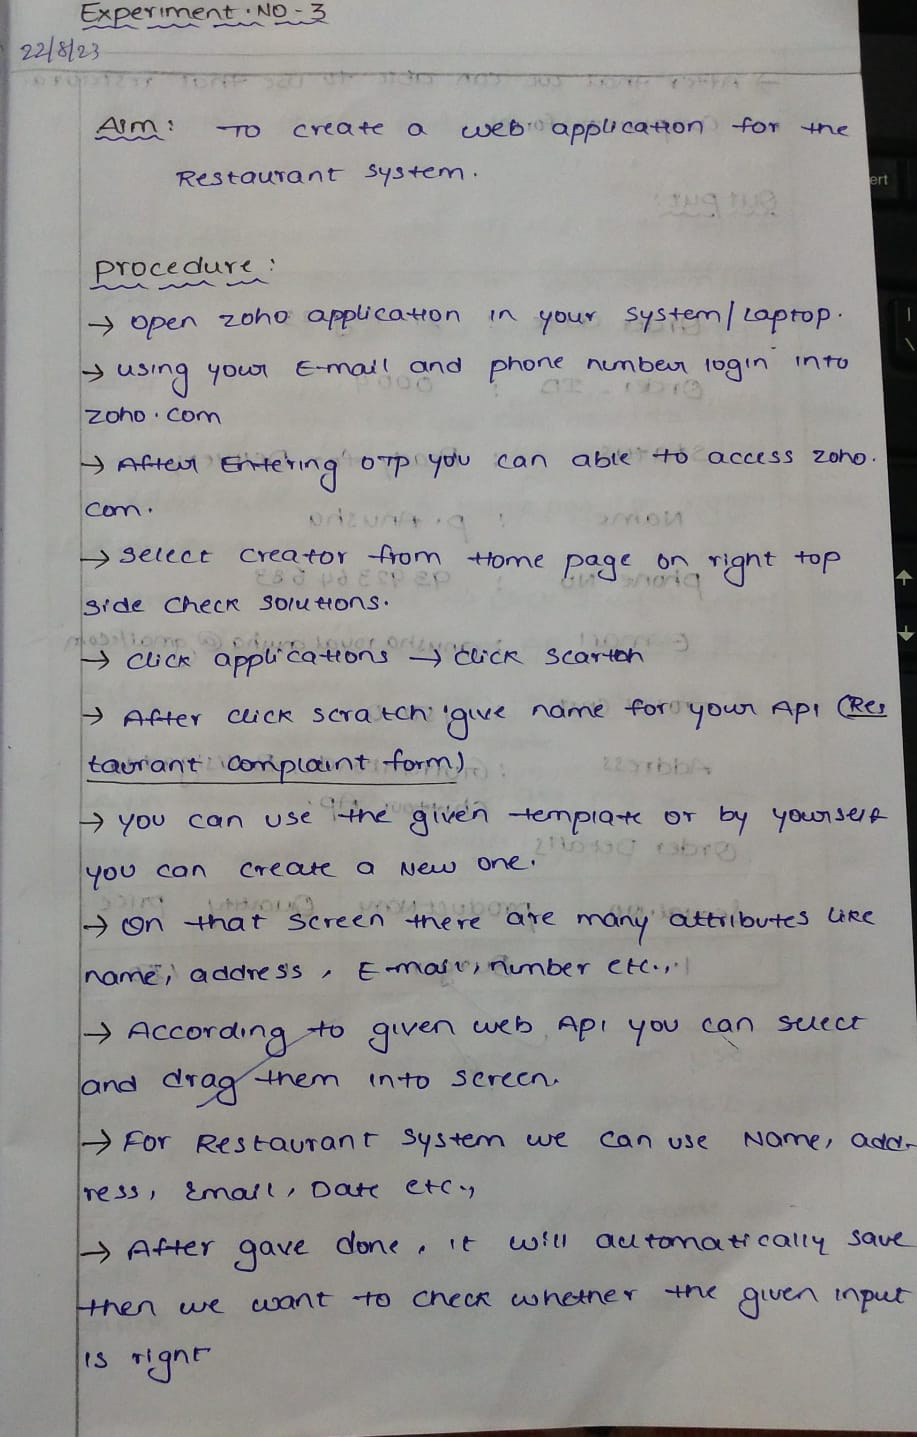 Experiment. NO - 3
22/8/23
Aim: To create a web application for the
Restaurant system.
procedure:
→ open zoho application in your system/laptop.
→ using your E-mail and phone number login into
zoho.com
→ After Entering OTP you can able to access zoho.
com.
→ select creator from Home page on right top
side check solutions.
→ click applications → click scartch
→ After click scratch give name for your Api (Res
taurant complaint form)
→ you can use the given template or by yourself
you can create a New one.
→ On that screen there are many attributes like
name, address, E-mail, number etc.,
→ According to given web Api you can select
and drag them into screen.
→ For Restaurant system we can use Name, add-
ress, Email, Date etc.,
→ After gave done, it will automatically save
then we want to check whether the given input
is right
ert